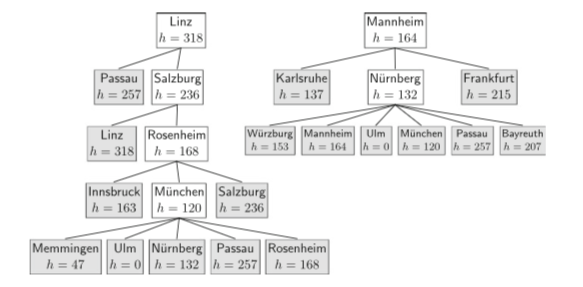 Linz
h = 318
Mannheim
h = 164
Passau
h = 257
Salzburg
h = 236
Karlsruhe
h = 137
Nürnberg
h = 132
Frankfurt
h = 215
Linz
h = 318
Rosenheim
h = 168
Würzburg
h = 153
Mannheim
h = 164
Ulm
h = 0
München
h = 120
Passau
h = 257
Bayreuth
h = 207
Innsbruck
h = 163
München
h = 120
Salzburg
h = 236
Memmingen
h = 47
Ulm
h = 0
Nürnberg
h = 132
Passau
h = 257
Rosenheim
h = 168